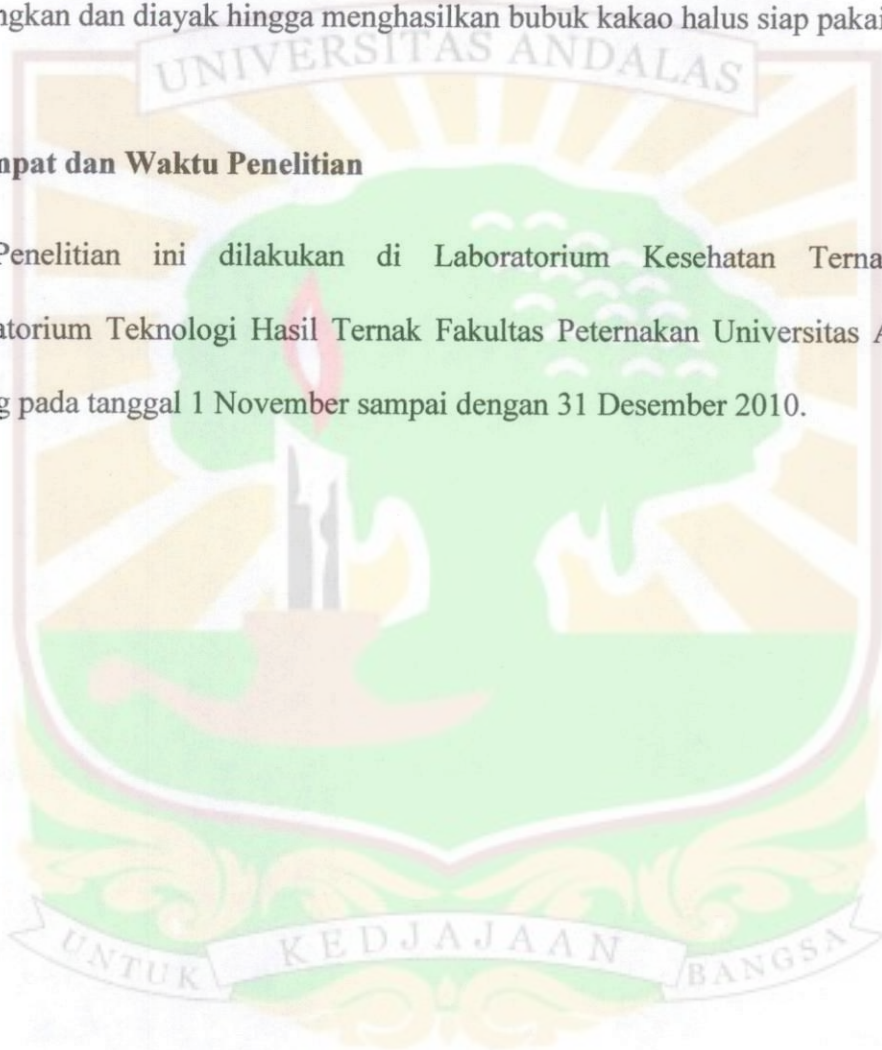 ngkan dan diayak hingga menghasilkan bubuk kakao halus siap pakai
UNIVERSITAS ANDALAS
mpat dan Waktu Penelitian
Penelitian ini dilakukan di Laboratorium Kesehatan Terna
atorium Teknologi Hasil Ternak Fakultas Peternakan Universitas A
g pada tanggal 1 November sampai dengan 31 Desember 2010.
UNTUK KEDJAJAAN BANGSA